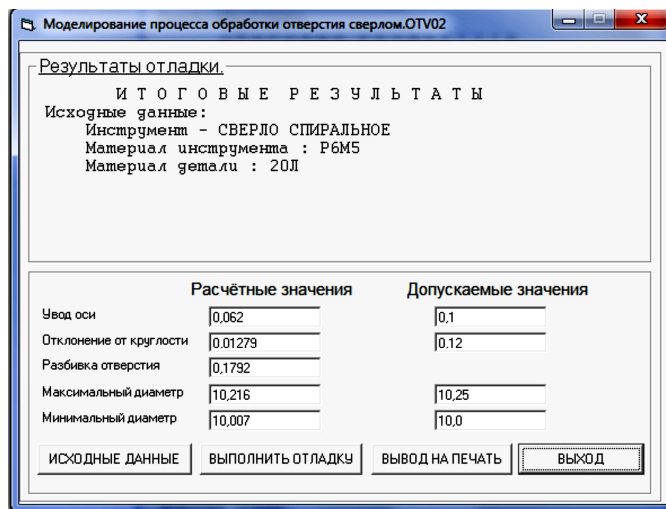 Моделирование процесса обработки отверстия сверлом.OTV02
Результаты отладки.
И Т О Г О В Ы Е Р Е З У Л Ь Т А Т Ы
Исходные данные:
Инструмент - СВЕРЛО СПИРАЛЬНОЕ
Материал инструмента : Р6М5
Материал детали : 20Л
Расчётные значения Допускаемые значения
Увод оси 0,062 0,1
Отклонение от круглости 0.01279 0.12
Разбивка отверстия 0,1792
Максимальный диаметр 10,216 10,25
Минимальный диаметр 10,007 10,0
ИСХОДНЫЕ ДАННЫЕ ВЫПОЛНИТЬ ОТЛАДКУ ВЫВОД НА ПЕЧАТЬ ВЫХОД